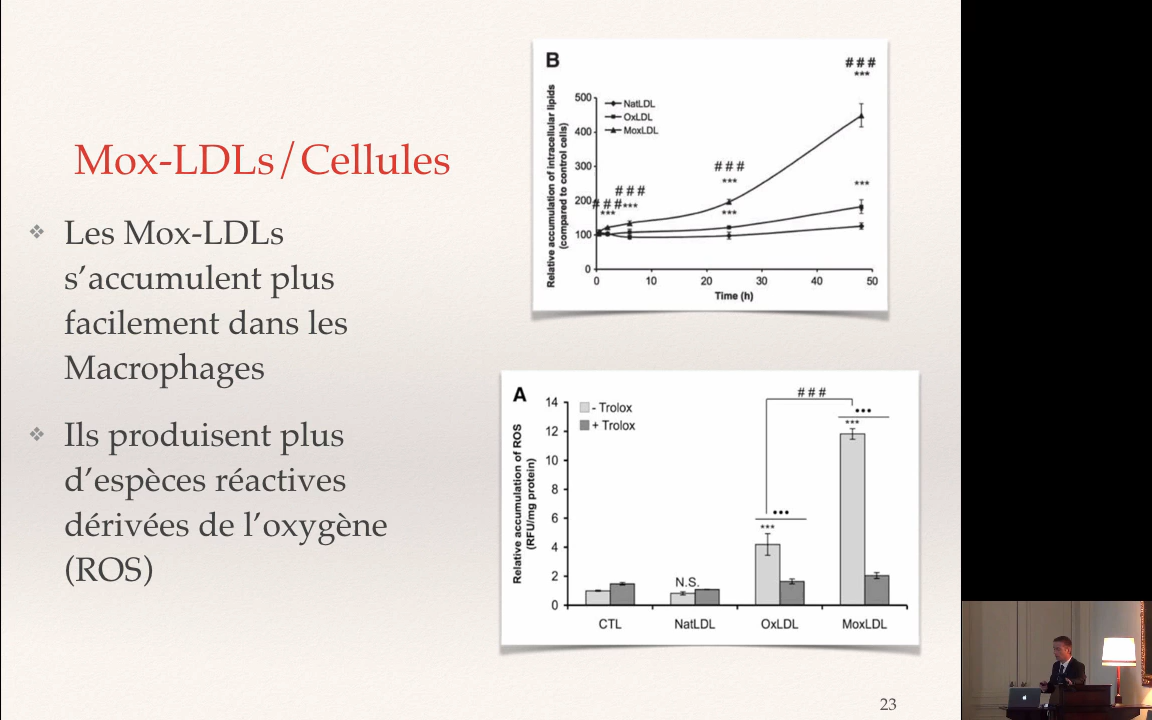 Mox-LDLs/Cellules
❖ Les Mox-LDLs
s’accumulent plus
facilement dans les
Macrophages
❖ Ils produisent plus
d’espèces réactives
dérivées de l’oxygène
(ROS)
B
Relative accumulation of intracellular lipids
(compared to control cells)
500
400
300
200
100
0
NatLDL
OxLDL
MoxLDL
###
***
###
***
###
***
###
***
***
***
0 10 20 30 40 50
Time (h)
A
Relative accumulation of ROS
(RFU/mg protein)
14
12
10
8
6
4
2
0
- Trolox
+ Trolox
###
•••
***
•••
***
N.S.
CTL NatLDL OxLDL MoxLDL
23